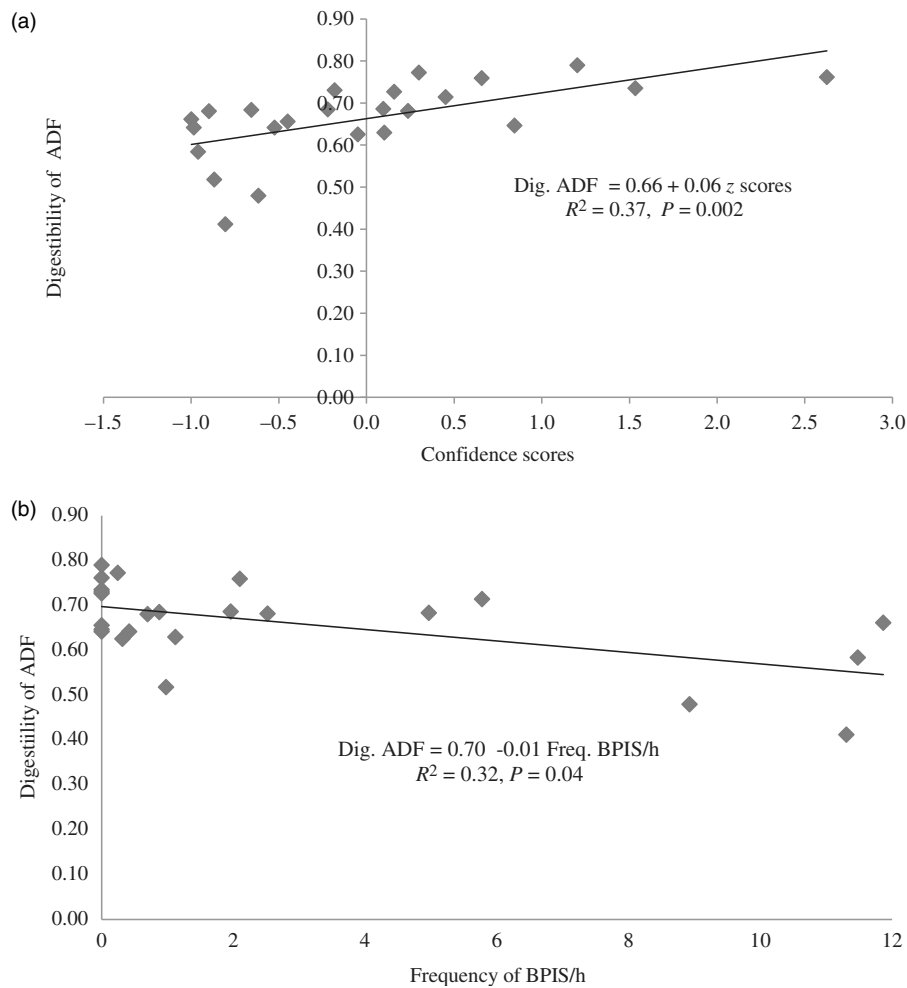 (a)
0.90
0.80
0.70
0.60
0.50
0.40
0.30
0.20
0.10
0.00
Digestibility of ADF
Dig. ADF = 0.66 + 0.06 z scores
R² = 0.37, P = 0.002
−1.5 −1.0 −0.5 0.0 0.5 1.0 1.5 2.0 2.5 3.0
Confidence scores
(b)
0.90
0.80
0.70
0.60
0.50
0.40
0.30
0.20
0.10
0.00
Digestiility of ADF
Dig. ADF = 0.70 -0.01 Freq. BPIS/h
R² = 0.32, P = 0.04
0 2 4 6 8 10 12
Frequency of BPIS/h